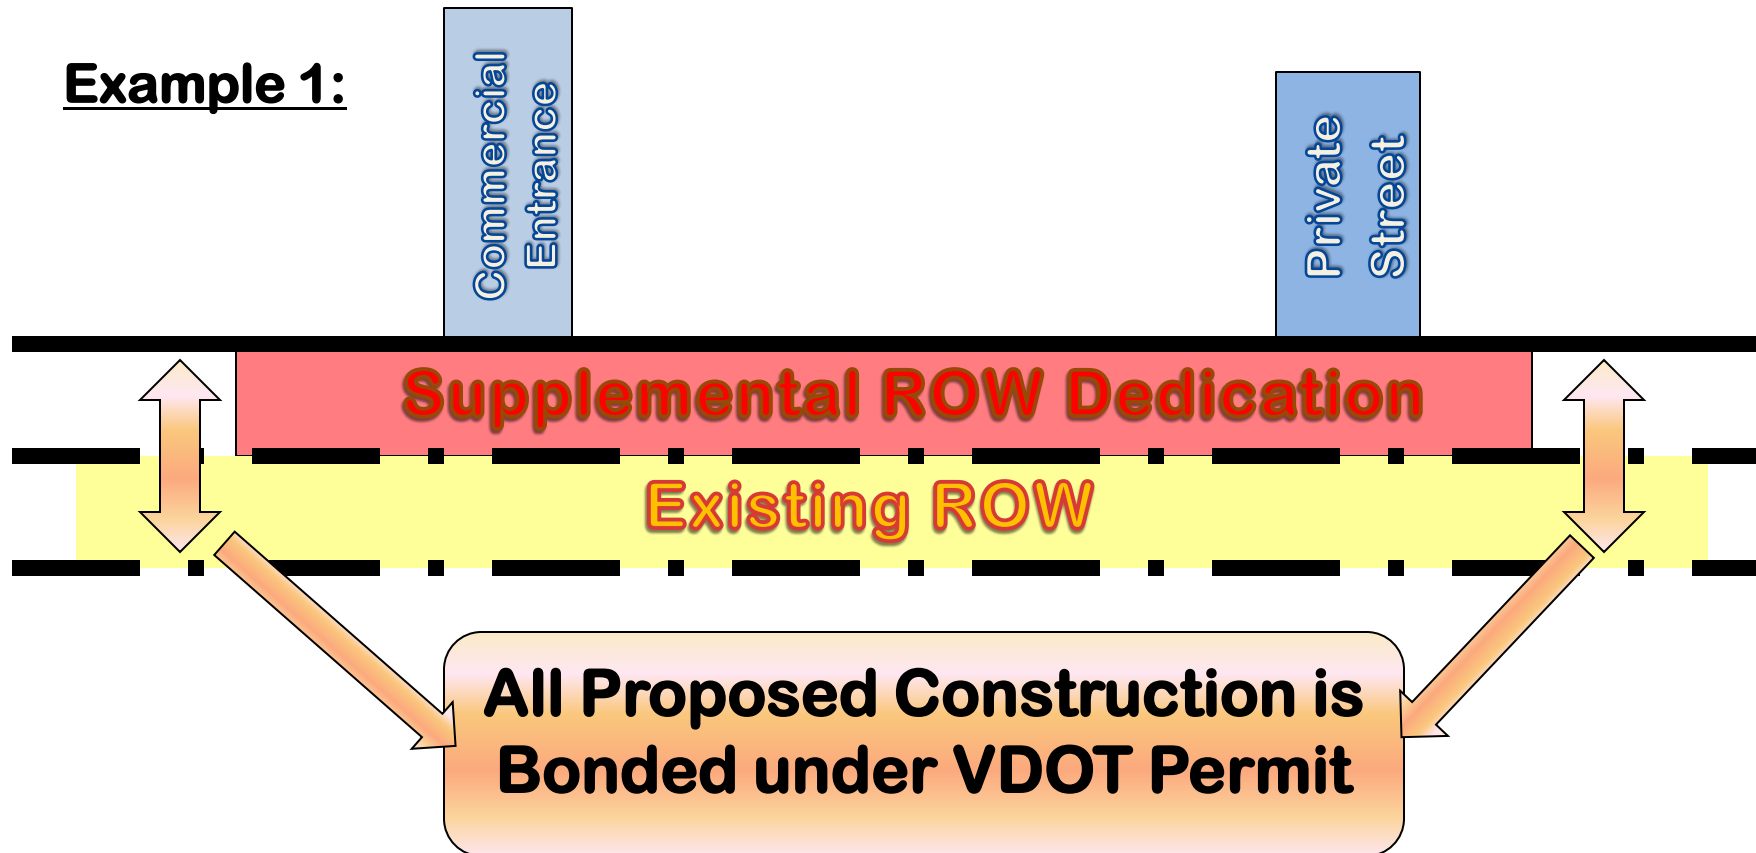 Example 1:
Commercial
Entrance
Private
Street
Supplemental ROW Dedication
Existing ROW
All Proposed Construction is
Bonded under VDOT Permit